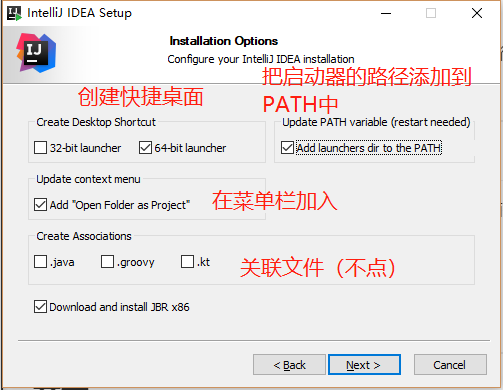 IntelliJ IDEA Setup
IJ
Installation Options
Configure your IntelliJ IDEA installation
把启动器的路径添加到
PATH中
创建快捷桌面
Create Desktop Shortcut
Update PATH variable (restart needed)
32-bit launcher
64-bit launcher
Add launchers dir to the PATH
Update context menu
Add "Open Folder as Project"
在菜单栏加入
Create Associations
.java
.groovy
.kt
关联文件（不点）
Download and install JBR x86
< Back
Next >
Cancel